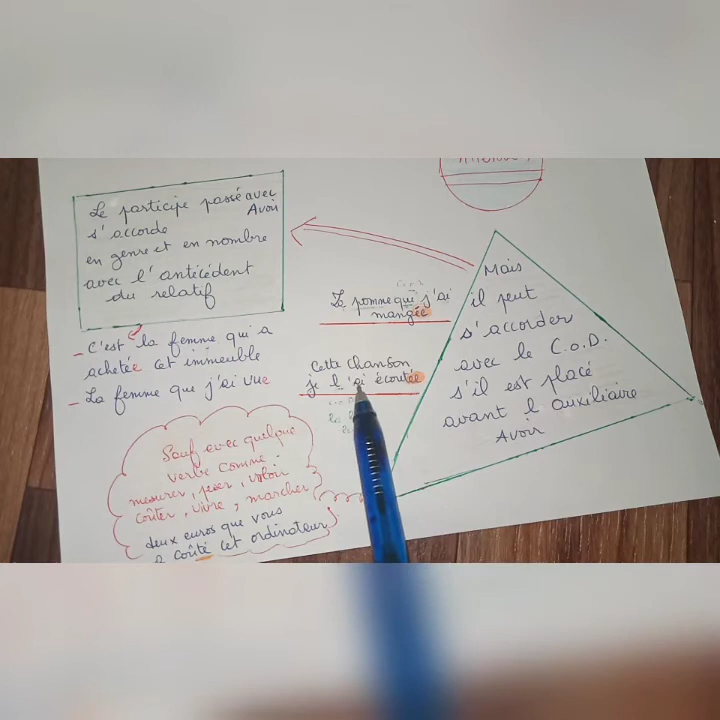 Le participe passé avec
Avoir
s'accorde
en genre et en nombre
avec l'antécédent
du relatif
- C'est la femme qui a
achetée cet immeuble
- La femme que j'ai vue
Sauf avec quelque
verbe comme
mesurer, peser, valoir
coûter, vivre, marcher
deux euros que vous
a coûté cet ordinateur
Le pomme qui j'ai
mangée
Cette chanson
je l'ai écoutée
Mais
il peut
s'accorder
avec le C.o.D.
s'il est placé
avant l auxiliaire
Avoir